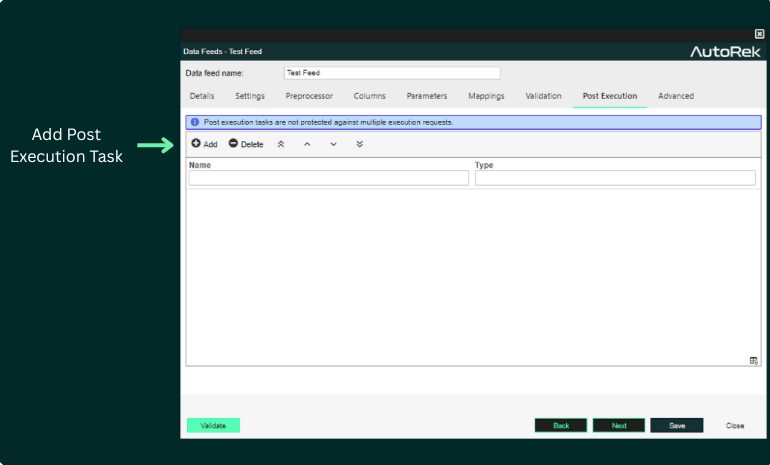 AutoRek
Data Feeds - Test Feed
Data feed name: Test Feed
Details Settings Preprocessor Columns Parameters Mappings Validation Post Execution Advanced
Post execution tasks are not protected against multiple execution requests.
Add Post
Execution Task
Add Delete
Name Type
Validate Back Next Save Close